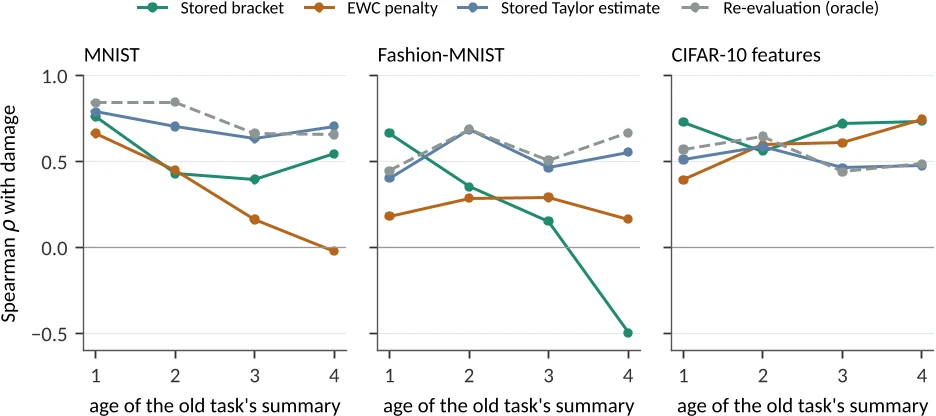 Stored bracket EWC penalty Stored Taylor estimate Re-evaluation (oracle)
MNIST Fashion-MNIST CIFAR-10 features
Spearman ρ with damage
1.0
0.5
0.0
−0.5
1 2 3 4 1 2 3 4 1 2 3 4
age of the old task's summary age of the old task's summary age of the old task's summary